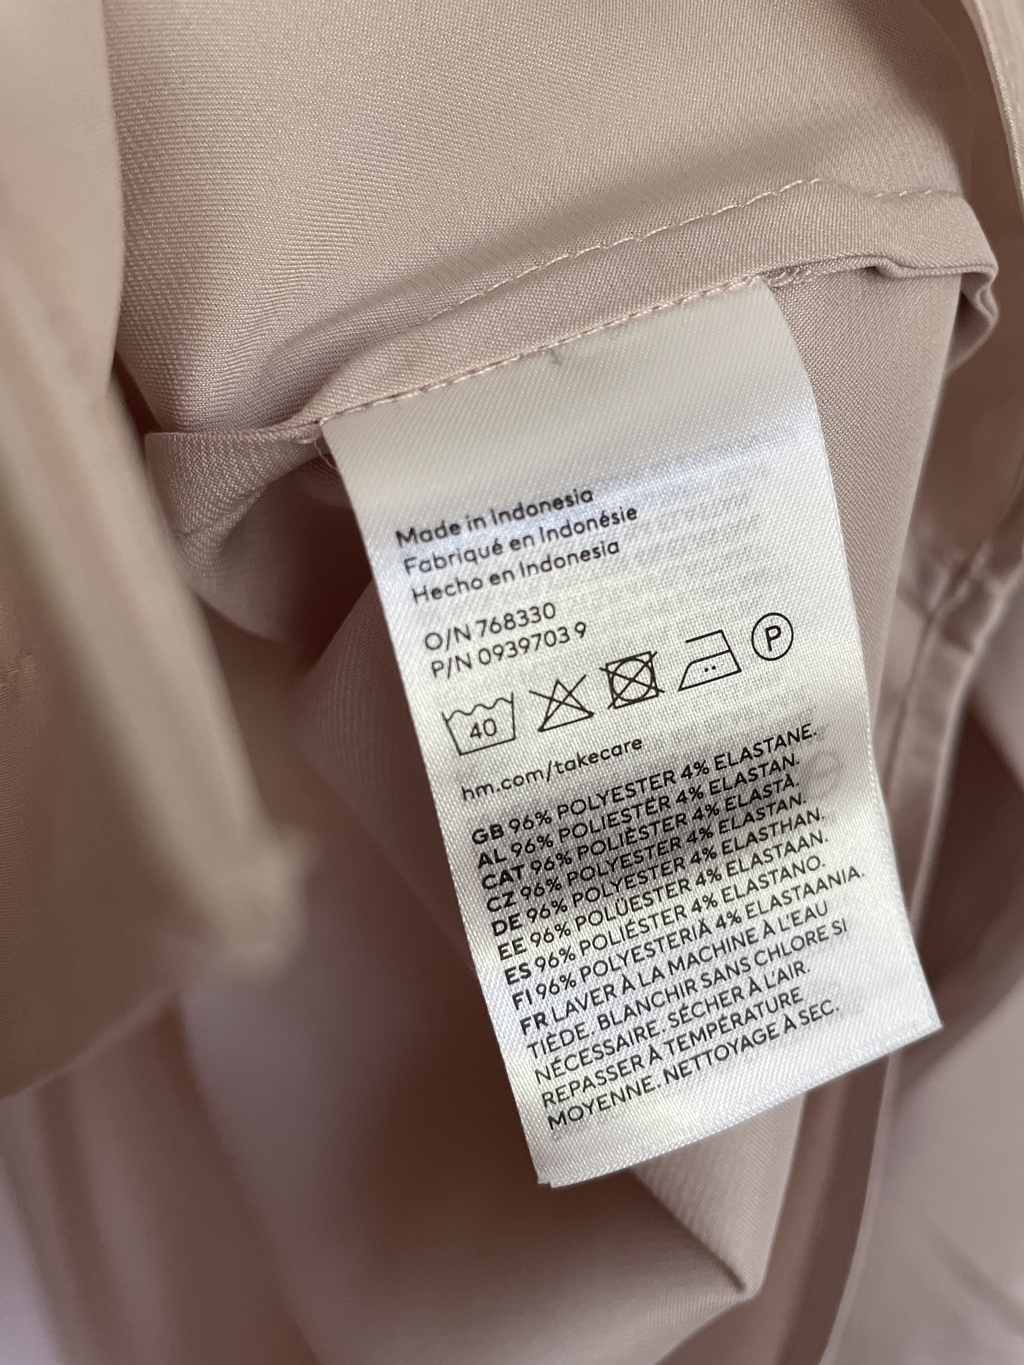 Made in Indonesia
Fabriqué en Indonésie
Hecho en Indonesia
O/N 768330
P/N 0939703 9
40 P
hm.com/takecare
GB 96% POLYESTER 4% ELASTANE.
AL 96% POLIESTËR 4% ELASTAN.
CAT 96% POLIÈSTER 4% ELASTÀ.
CZ 96% POLYESTER 4% ELASTAN.
DE 96% POLYESTER 4% ELASTHAN.
EE 96% POLÜESTER 4% ELASTAAN.
ES 96% POLIÉSTER 4% ELASTANO.
FI 96% POLYESTERIÄ 4% ELASTAANIA.
FR LAVER À LA MACHINE À L'EAU
TIÈDE. BLANCHIR SANS CHLORE SI
NÉCESSAIRE. SÉCHER À L'AIR.
REPASSER À TEMPÉRATURE
MOYENNE. NETTOYAGE À SEC.